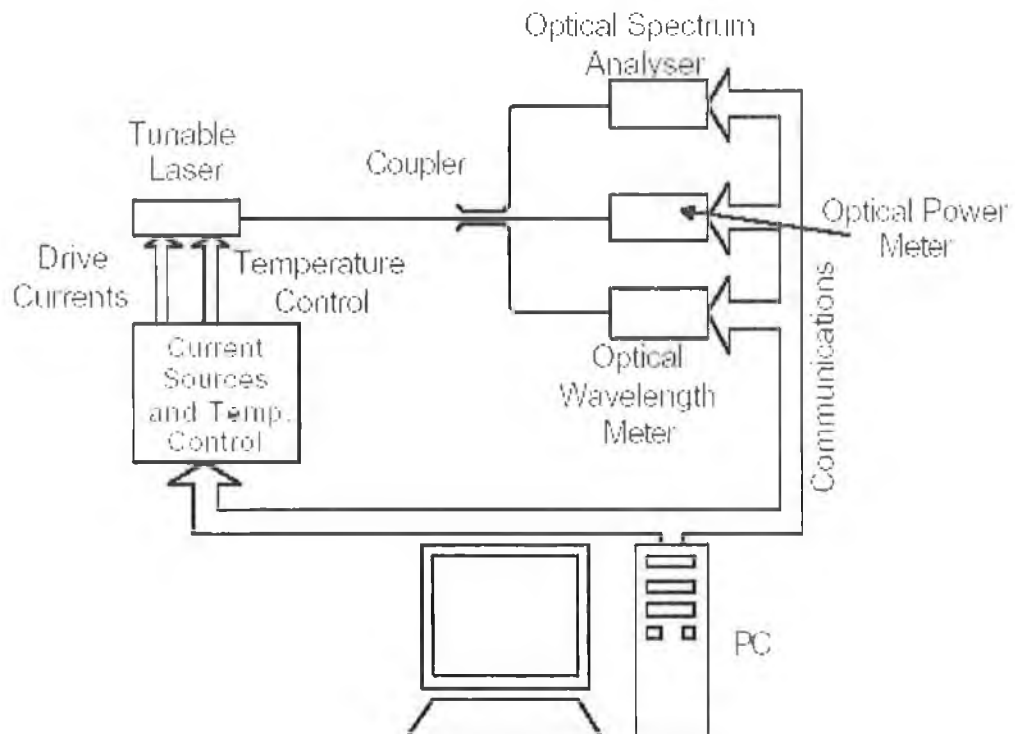 Optical Spectrum
Analyser
Tunable
Laser
Coupler
Optical Power
Meter
Drive
Currents
Temperature
Control
Current
Sources
and Temp.
Control
Optical
Wavelength
Meter
Communications
PC